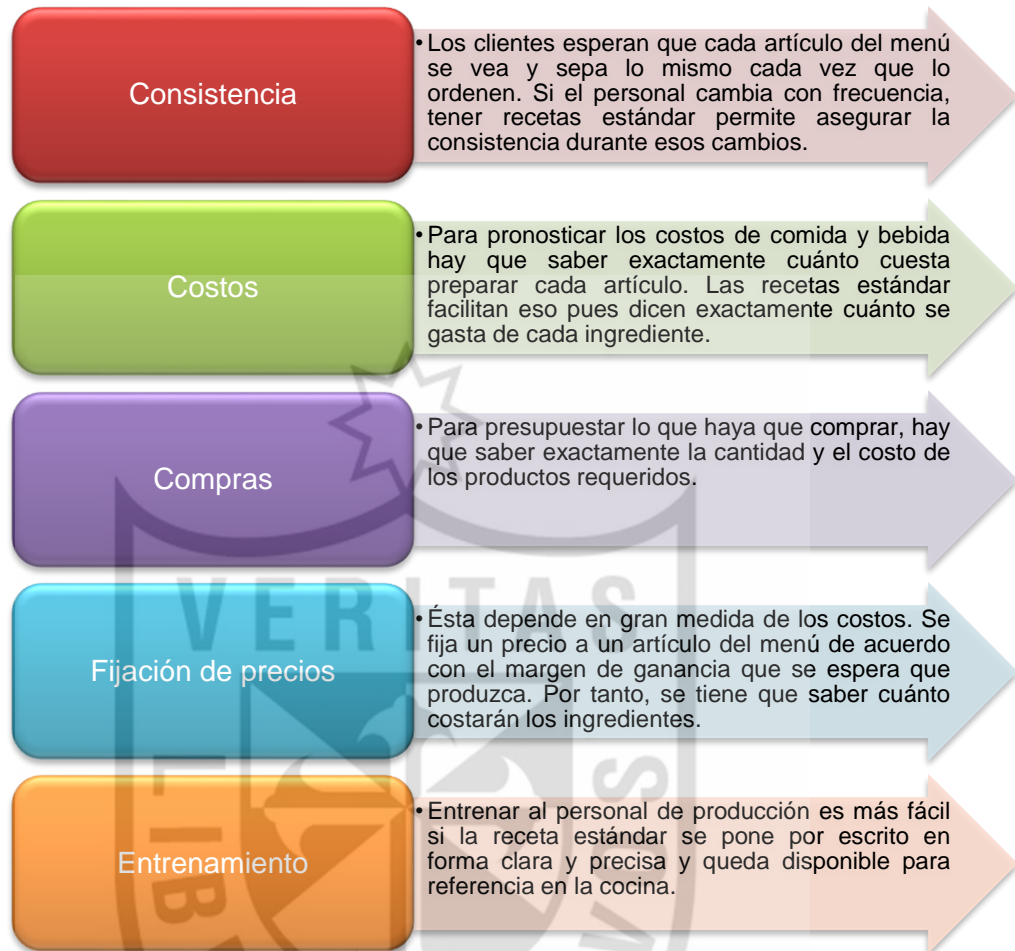 Consistencia
• Los clientes esperan que cada artículo del menú
se vea y sepa lo mismo cada vez que lo
ordenen. Si el personal cambia con frecuencia,
tener recetas estándar permite asegurar la
consistencia durante esos cambios.
Costos
• Para pronosticar los costos de comida y bebida
hay que saber exactamente cuánto cuesta
preparar cada artículo. Las recetas estándar
facilitan eso pues dicen exactamente cuánto se
gasta de cada ingrediente.
Compras
• Para presupuestar lo que haya que comprar, hay
que saber exactamente la cantidad y el costo de
los productos requeridos.
Fijación de precios
• Ésta depende en gran medida de los costos. Se
fija un precio a un artículo del menú de acuerdo
con el margen de ganancia que se espera que
produzca. Por tanto, se tiene que saber cuánto
costarán los ingredientes.
Entrenamiento
• Entrenar al personal de producción es más fácil
si la receta estándar se pone por escrito en
forma clara y precisa y queda disponible para
referencia en la cocina.
VERITAS